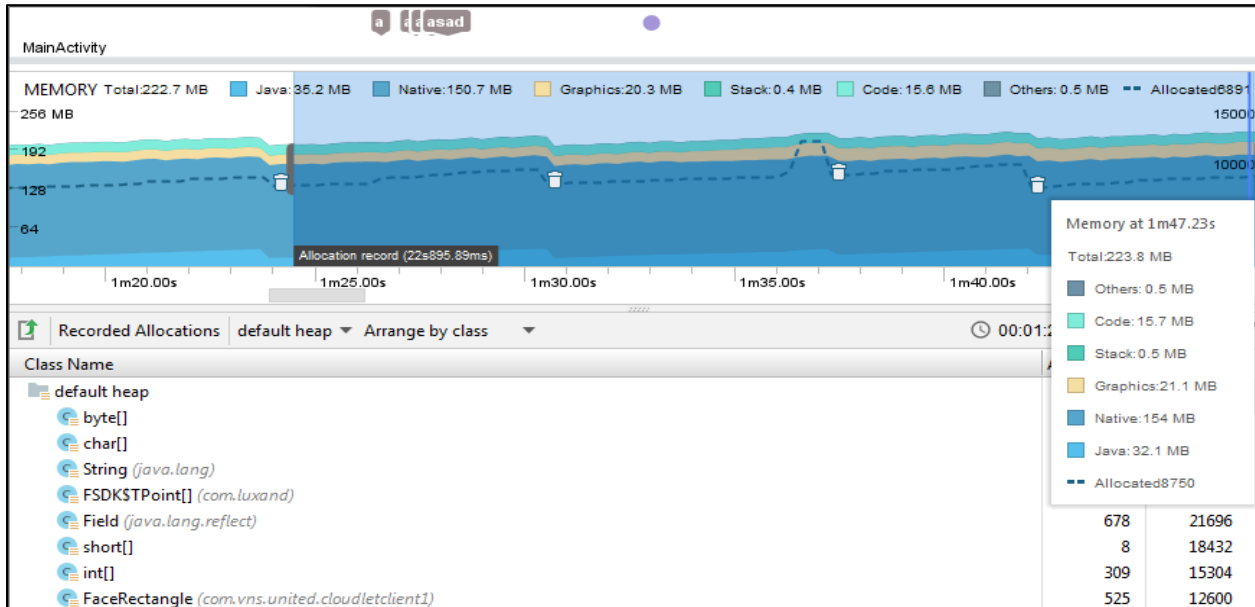 a a a asad
MainActivity
MEMORY Total:222.7 MB Java:35.2 MB Native:150.7 MB Graphics:20.3 MB Stack:0.4 MB Code:15.6 MB Others:0.5 MB Allocated6891
256 MB 15000
192
128 10000
64
Allocation record (22s895.89ms)
1m20.00s 1m25.00s 1m30.00s 1m35.00s 1m40.00s
Memory at 1m47.23s
Total:223.8 MB
Others: 0.5 MB
Code: 15.7 MB
Stack: 0.5 MB
Graphics:21.1 MB
Native: 154 MB
Java: 32.1 MB
Allocated8750
Recorded Allocations default heap Arrange by class
Class Name
default heap
byte[]
char[]
String (java.lang)
FSDK$TPoint[] (com.luxand)
Field (java.lang.reflect) 678 21696
short[] 8 18432
int[] 309 15304
FaceRectangle (com.vns.united.cloudletclient1) 525 12600